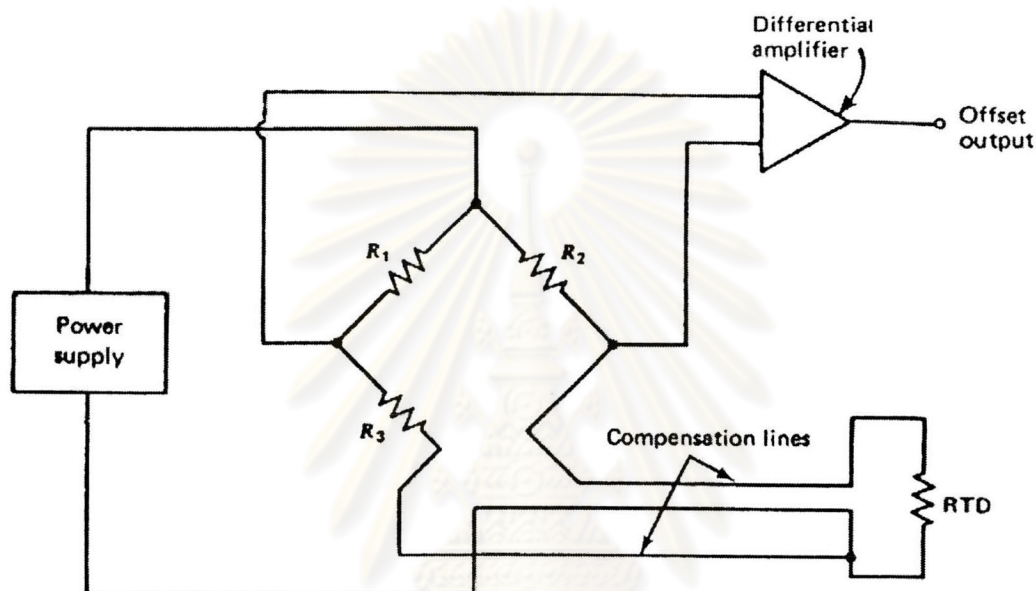 Differential
amplifier
Offset
output
R1
R2
Power
supply
R3
Compensation lines
RTD